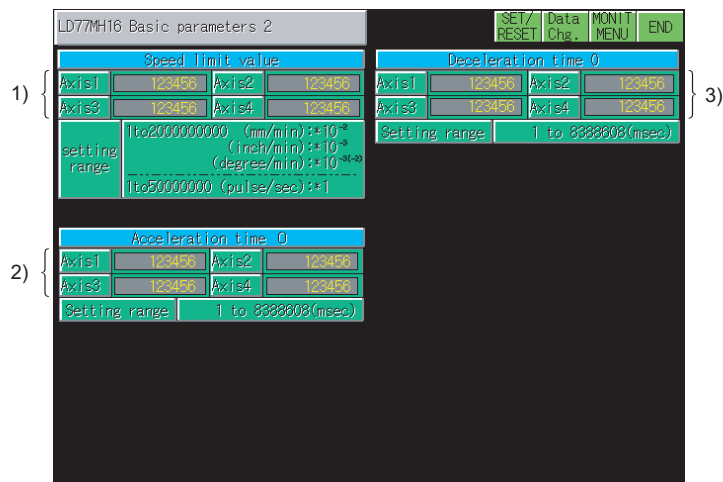 LD77MH16 Basic parameters 2
SET/
RESET
Data
Chg.
MONIT
MENU
END
1)
Speed limit value
Axis1 123456 Axis2 123456
Axis3 123456 Axis4 123456
setting
range
1to2000000000 (mm/min):*10⁻²
(inch/min):*10⁻³
(degree/min):*10⁻³⁽⁻²⁾
1to50000000 (pulse/sec):*1
Deceleration time 0
Axis1 123456 Axis2 123456
Axis3 123456 Axis4 123456
3)
Setting range 1 to 8388608(msec)
2)
Acceleration time 0
Axis1 123456 Axis2 123456
Axis3 123456 Axis4 123456
Setting range 1 to 8388608(msec)